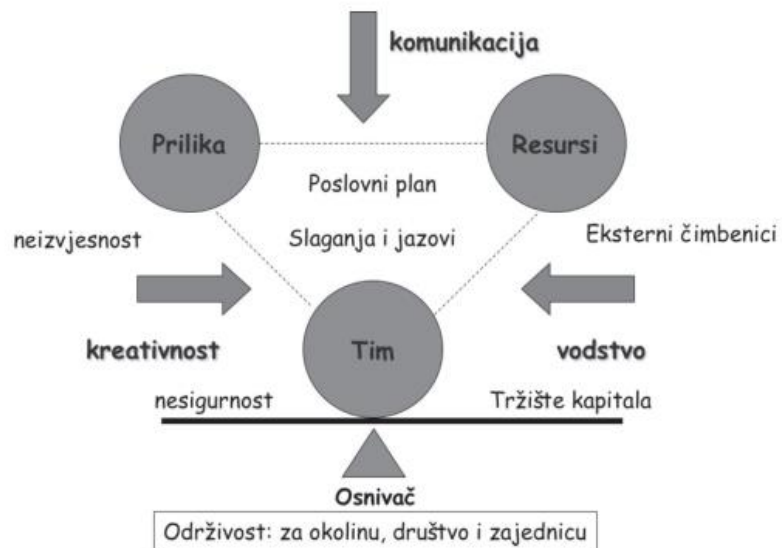 komunikacija
Prilika
Resursi
Poslovni plan
neizvjesnost
Slaganja i jazovi
Eksterni čimbenici
kreativnost
Tim
vodstvo
nesigurnost
Tržište kapitala
Osnivač
Održivost: za okolinu, društvo i zajednicu